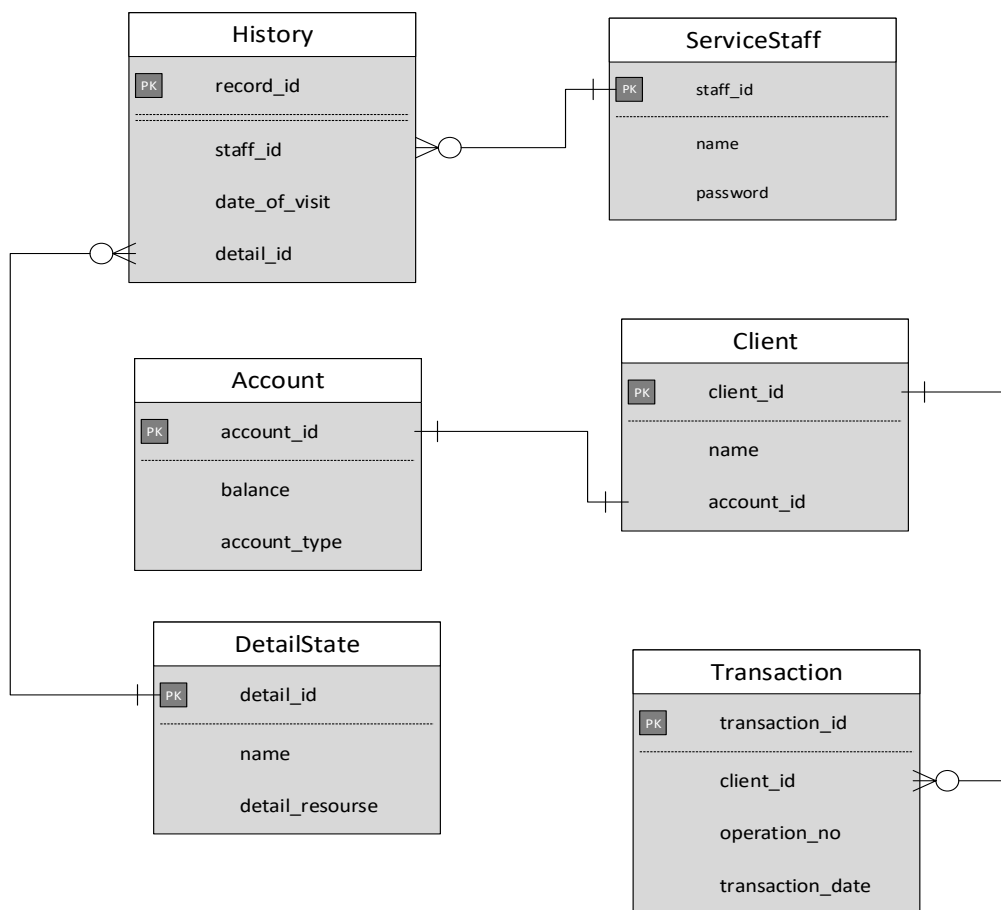 History
PK record_id
staff_id
date_of_visit
detail_id
ServiceStaff
PK staff_id
name
password
Account
PK account_id
balance
account_type
Client
PK client_id
name
account_id
DetailState
PK detail_id
name
detail_resourse
Transaction
PK transaction_id
client_id
operation_no
transaction_date